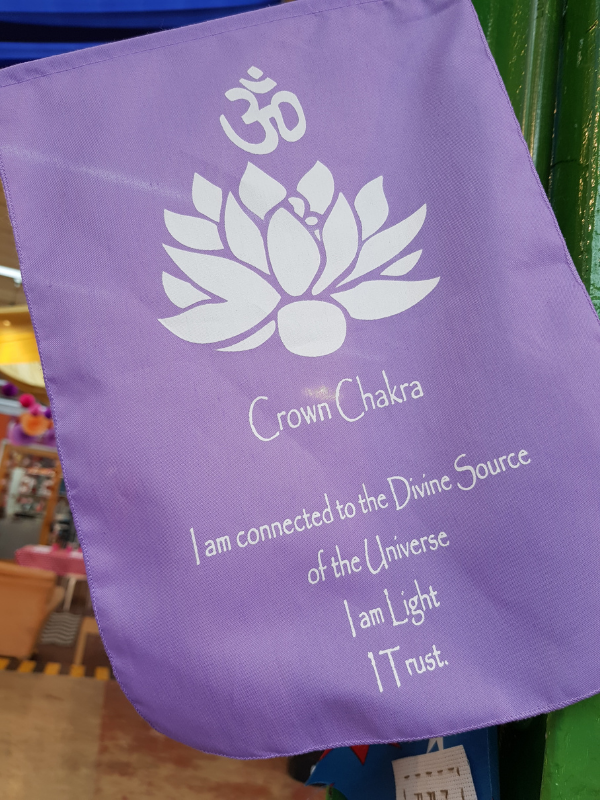 ॐ
Crown Chakra
I am connected to the Divine Source
of the Universe
I am Light
I Trust.